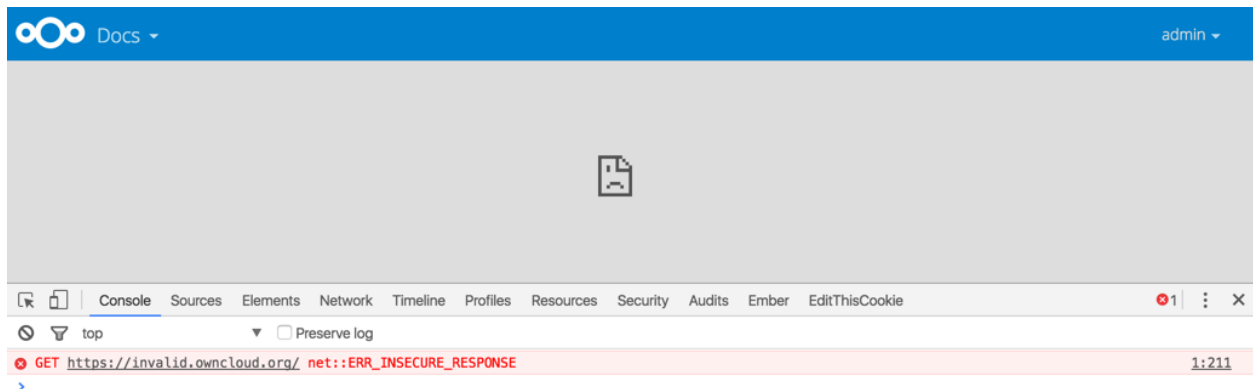 Docs admin
Console Sources Elements Network Timeline Profiles Resources Security Audits Ember EditThisCookie 1
top Preserve log
GET https://invalid.owncloud.org/ net::ERR_INSECURE_RESPONSE 1:211